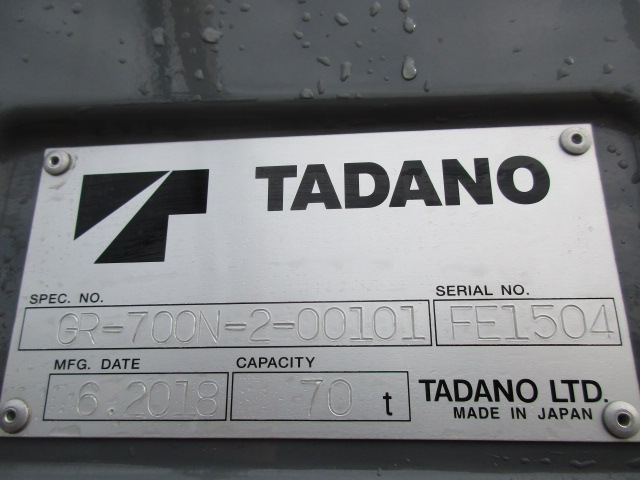 TADANO
SPEC. NO.
SERIAL NO.
GR-700N-2-00101
FE1504
MFG. DATE
CAPACITY
6.2018
70 t
TADANO LTD.
MADE IN JAPAN